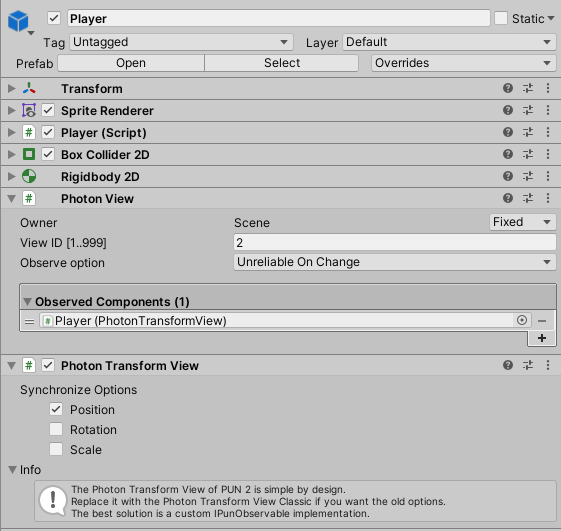 Player
Static
Tag Untagged Layer Default
Prefab Open Select Overrides
Transform
Sprite Renderer
# Player (Script)
Box Collider 2D
Rigidbody 2D
# Photon View
Owner Scene Fixed
View ID [1..999] 2
Observe option Unreliable On Change
Observed Components (1)
# Player (PhotonTransformView)
# Photon Transform View
Synchronize Options
Position
Rotation
Scale
Info
The Photon Transform View of PUN 2 is simple by design.
Replace it with the Photon Transform View Classic if you want the old options.
The best solution is a custom IPunObservable implementation.